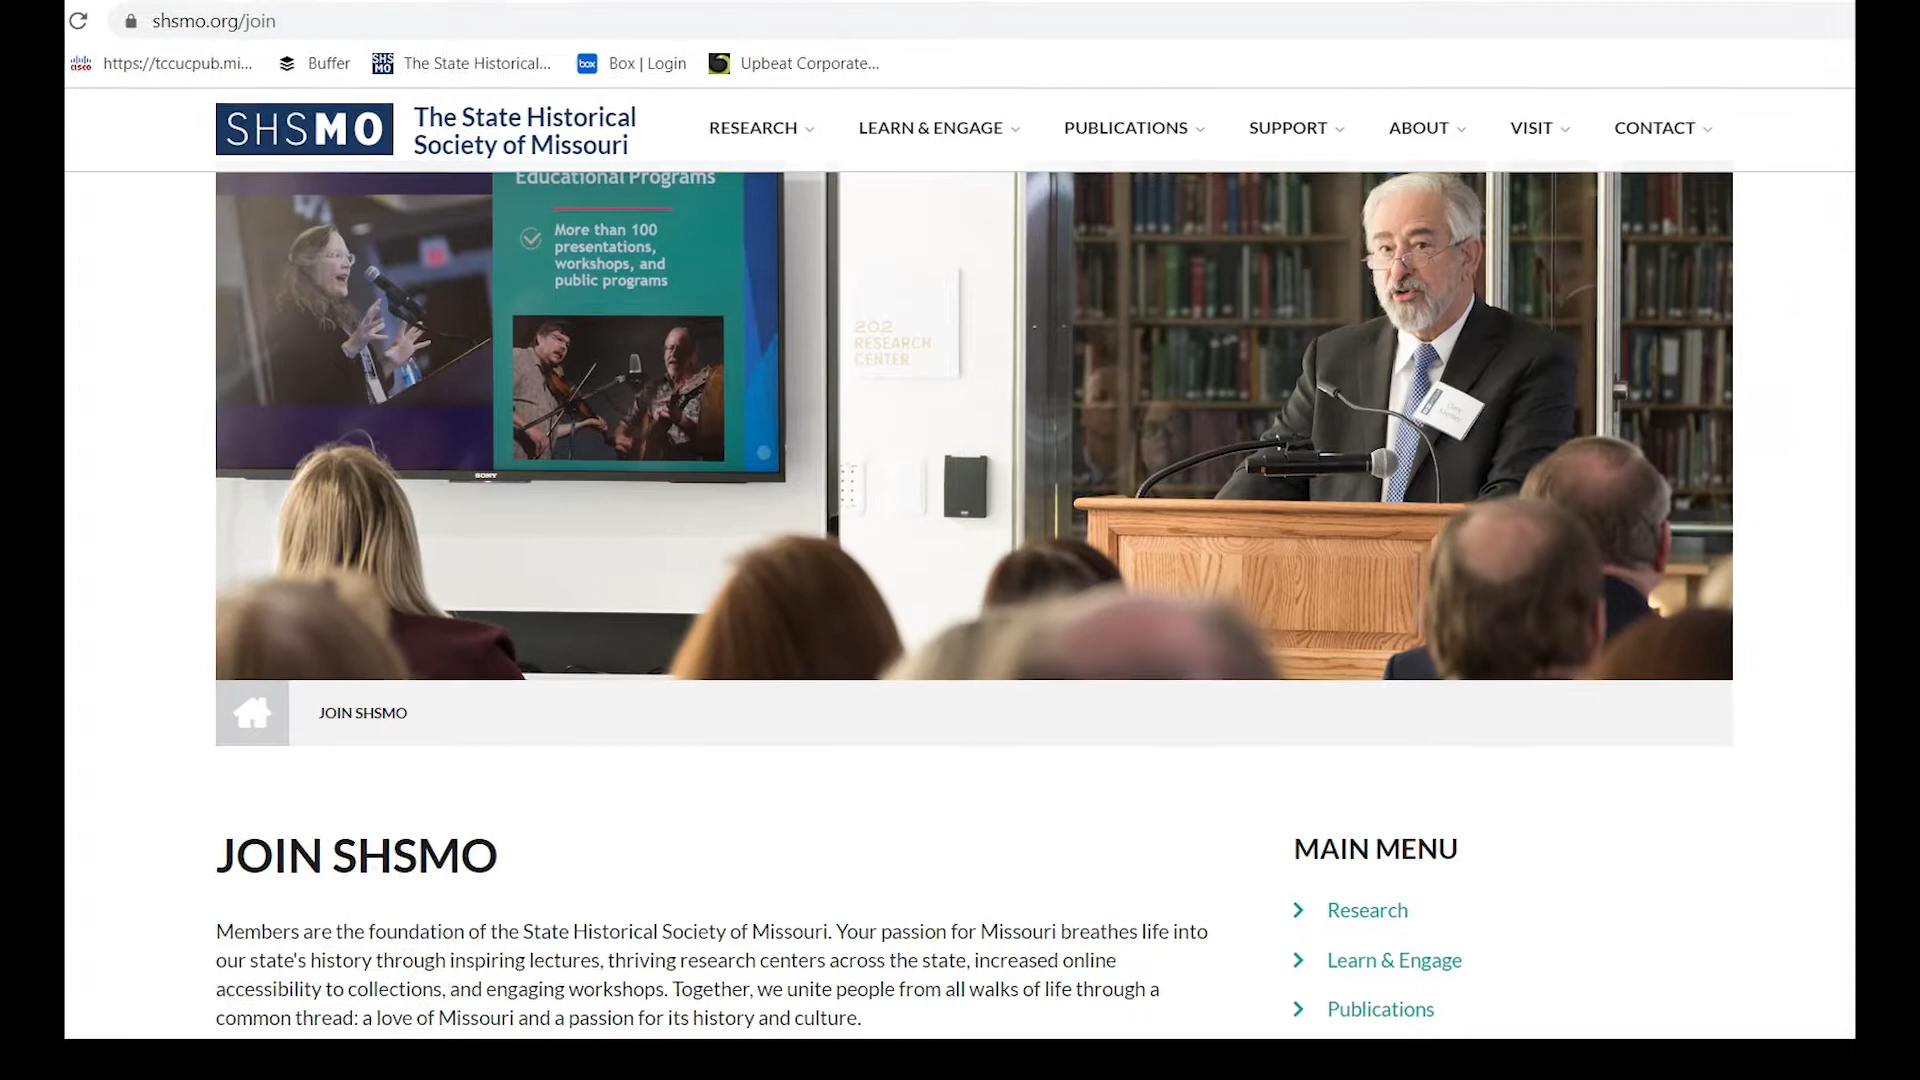 shsmo.org/join
https://tccucpub.mi... Buffer The State Historical... Box | Login Upbeat Corporate...
SHSMO
The State Historical
Society of Missouri
RESEARCH LEARN & ENGAGE PUBLICATIONS SUPPORT ABOUT VISIT CONTACT
Educational Programs
More than 100
presentations,
workshops, and
public programs
SONY
202
RESEARCH
CENTER
JOIN SHSMO
JOIN SHSMO
Members are the foundation of the State Historical Society of Missouri. Your passion for Missouri breathes life into
our state's history through inspiring lectures, thriving research centers across the state, increased online
accessibility to collections, and engaging workshops. Together, we unite people from all walks of life through a
common thread: a love of Missouri and a passion for its history and culture.
MAIN MENU
Research
Learn & Engage
Publications